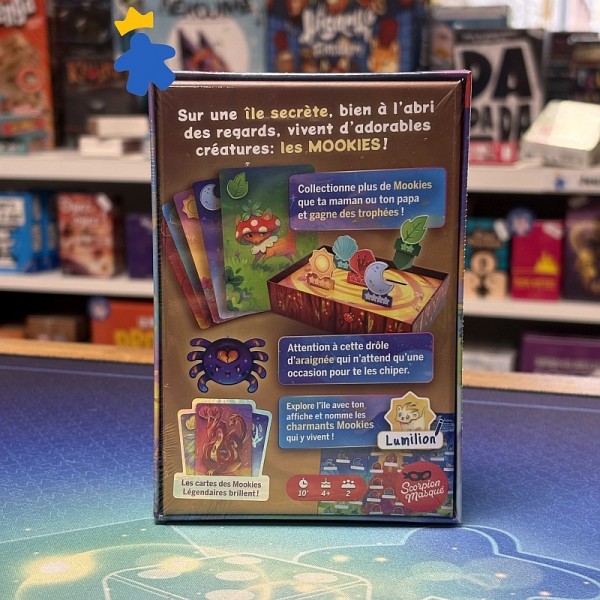 Sur une île secrète, bien à l'abri
des regards, vivent d'adorables
créatures: les MOOKIES !
Collectionne plus de Mookies
que ta maman ou ton papa
et gagne des trophées !
Attention à cette drôle
d'araignée qui n'attend qu'une
occasion pour te les chiper.
Explore l'île avec ton
affiche et nomme les
charmants Mookies
qui y vivent !
Lumilion
Les cartes des Mookies
Légendaires brillent !
10' 4+ 2
Scorpion
Masqué